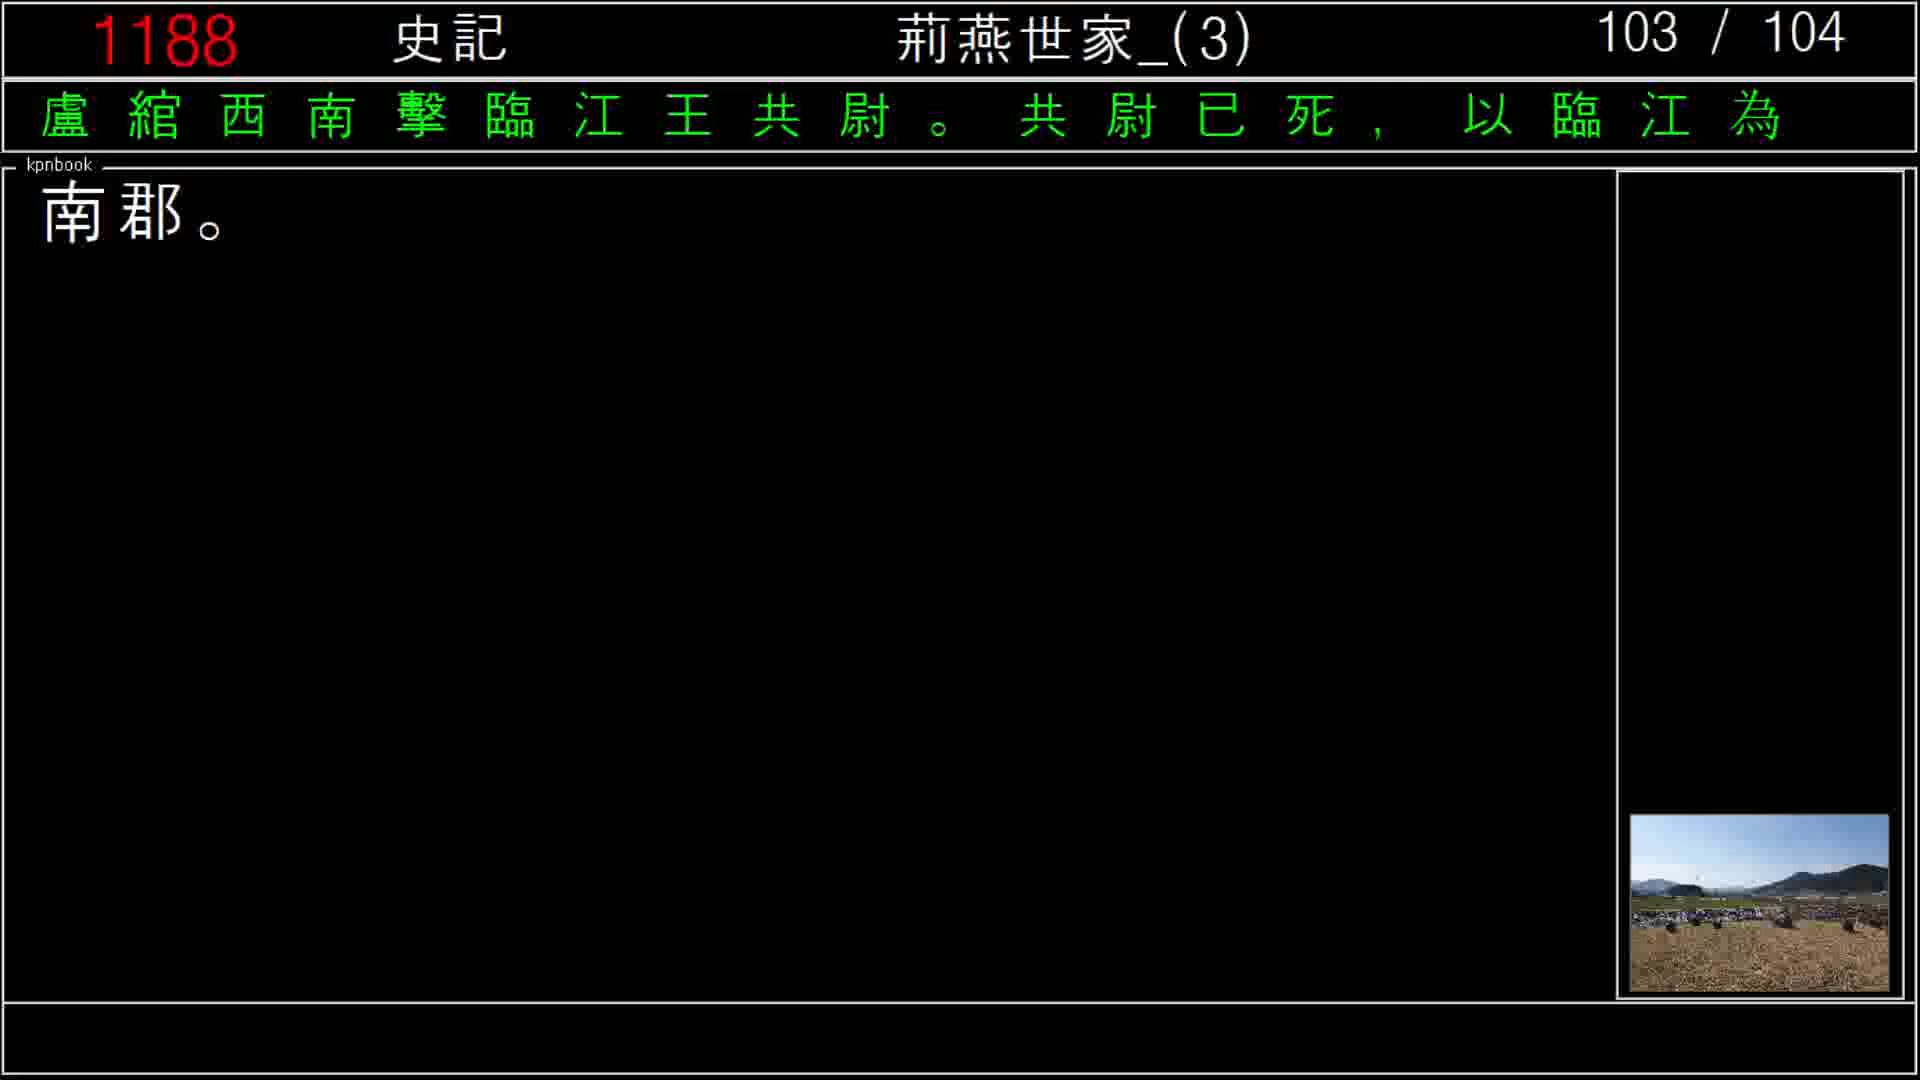 1188 史記 荊燕世家_(3) 103 / 104
盧綰西南擊臨江王共尉。共尉已死，以臨江為
kpnbook
南郡。